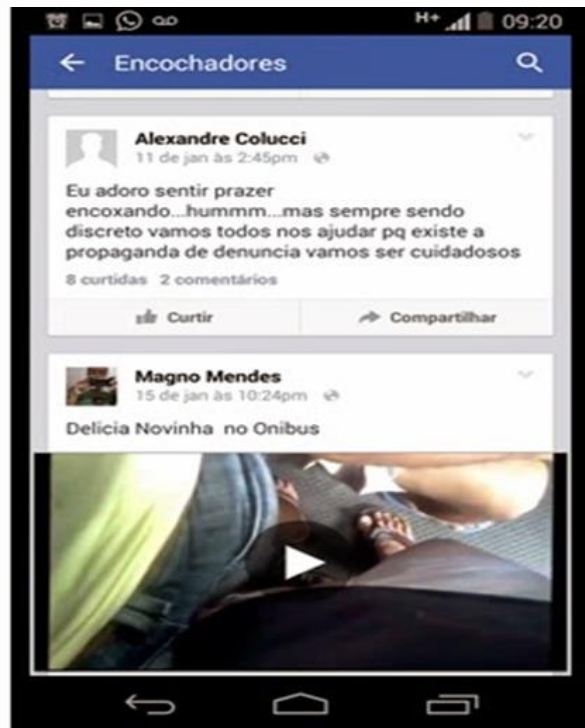 H+ 09:20
Encochadores
Alexandre Colucci
11 de jan às 2:45pm
Eu adoro sentir prazer
encoxando...hummm...mas sempre sendo
discreto vamos todos nos ajudar pq existe a
propaganda de denuncia vamos ser cuidadosos
8 curtidas 2 comentários
Curtir Compartilhar
Magno Mendes
15 de jan às 10:24pm
Delicia Novinha no Onibus